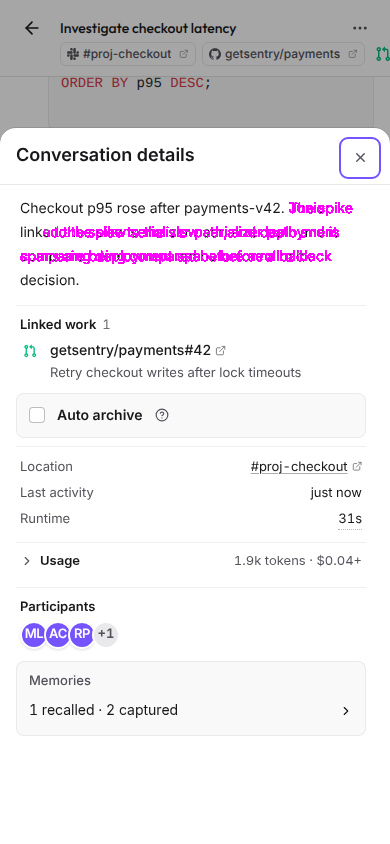 Investigate checkout latency
#proj-checkout
getsentry/payments
ORDER BY p95 DESC;
Conversation details
Checkout p95 rose after payments-v42.
decision.
Linked work 1
getsentry/payments#42
Retry checkout writes after lock timeouts
Auto archive
Location
#proj-checkout
Last activity
just now
Runtime
31s
Usage
1.9k tokens · $0.04+
Participants
ML AC RP +1
Memories
1 recalled · 2 captured